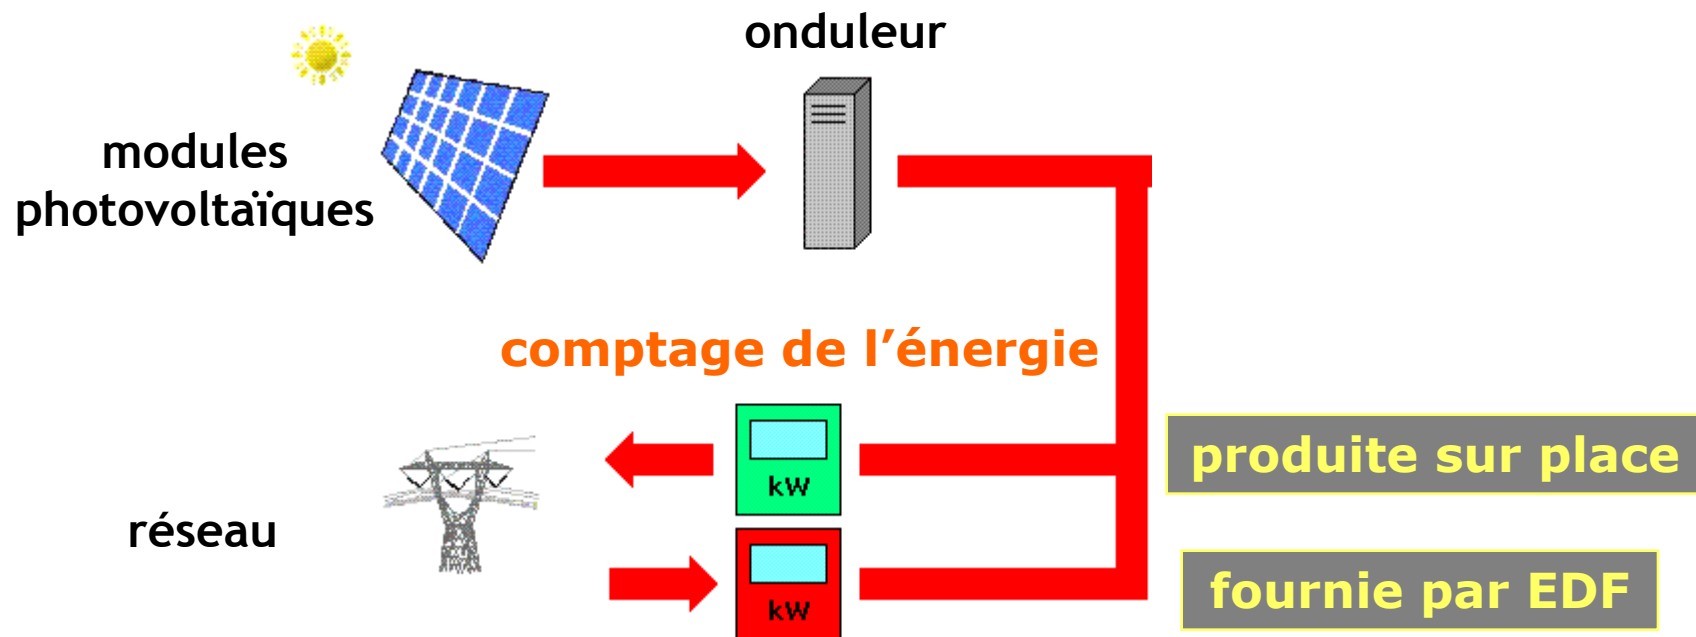 onduleur
modules
photovoltaïques
comptage de l’énergie
kW
produite sur place
réseau
kW
fournie par EDF